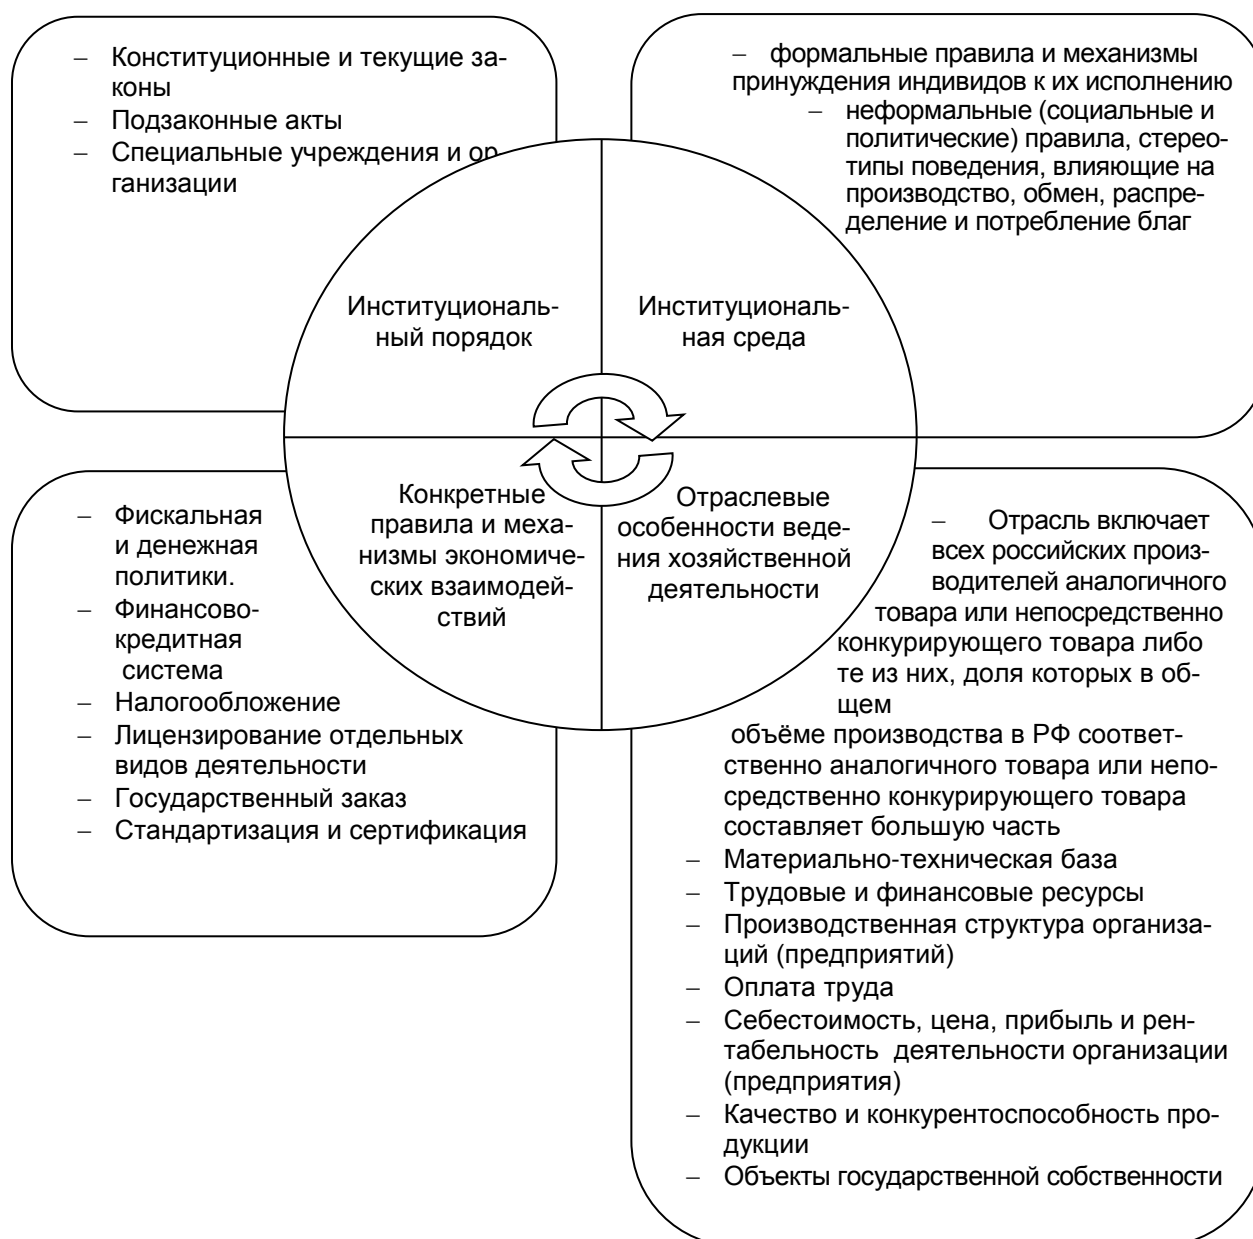 – Конституционные и текущие за-
коны
– Подзаконные акты
– Специальные учреждения и ор-
ганизации
– формальные правила и механизмы
принуждения индивидов к их исполнению
– неформальные (социальные и
политические) правила, стерео-
типы поведения, влияющие на
производство, обмен, распре-
деление и потребление благ
Институциональ-
ный порядок
Институциональ-
ная среда
Конкретные
правила и меха-
низмы экономиче-
ских взаимодей-
ствий
Отраслевые
особенности веде-
ния хозяйственной
деятельности
– Фискальная
и денежная
политики.
– Финансово-
кредитная
система
– Налогообложение
– Лицензирование отдельных
видов деятельности
– Государственный заказ
– Стандартизация и сертификация
– Отрасль включает
всех российских произ-
водителей аналогичного
товара или непосредственно
конкурирующего товара либо
те из них, доля которых в об-
щем
объёме производства в РФ соответ-
ственно аналогичного товара или непо-
средственно конкурирующего товара
составляет большую часть
– Материально-техническая база
– Трудовые и финансовые ресурсы
– Производственная структура организа-
ций (предприятий)
– Оплата труда
– Себестоимость, цена, прибыль и рен-
табельность деятельности организации
(предприятия)
– Качество и конкурентоспособность про-
дукции
– Объекты государственной собственности